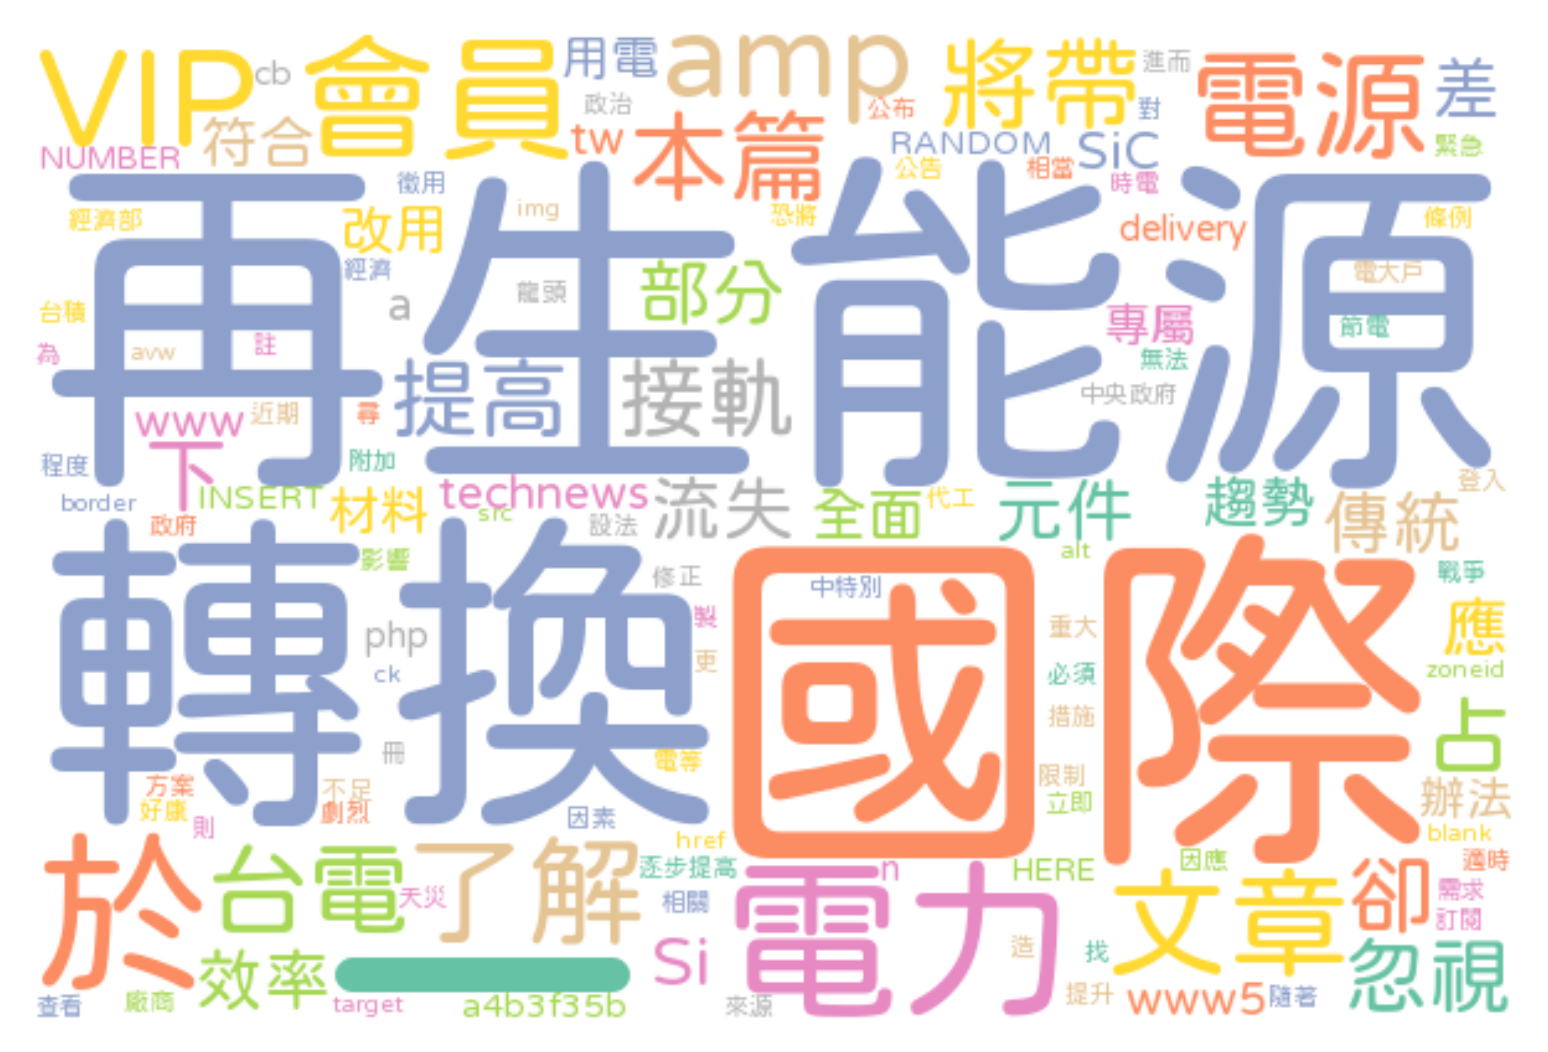 VIP
cb
會員
用電
amp
將帶
進而
電源
差
政治
公布
對
符合
tw
本篇
RANDOM
SiC
緊急
NUMBER
公告
相當
時電
再生能源
徵用
經濟部
改用
img
恐將
delivery
條例
經濟
部分
電大戶
a
龍頭
台積
專屬
節電
為
avw
註
無法
提高
接軌
中央政府
www
近期
尋
下
程度
附加
technews
流失
全面
代工
元件
趨勢
登入
border
INSERT
材料
src
設法
傳統
政府
轉換
國際
影響
alt
修正
中特別
戰爭
製
php
重大
應
更
ck
必須
zoneid
措施
占
冊
電等
限制
方案
不足
辦法
好康
劇烈
立即
則
因素
href
blank
於
台電
了解
逐步提高
n
HERE
因應
適時
電力
文章
卻
天災
相關
需求
訂閱
效率
一
Si
造
找
忽視
查看
廠商
target
a4b3f35b
來源
提升
www5
隨著